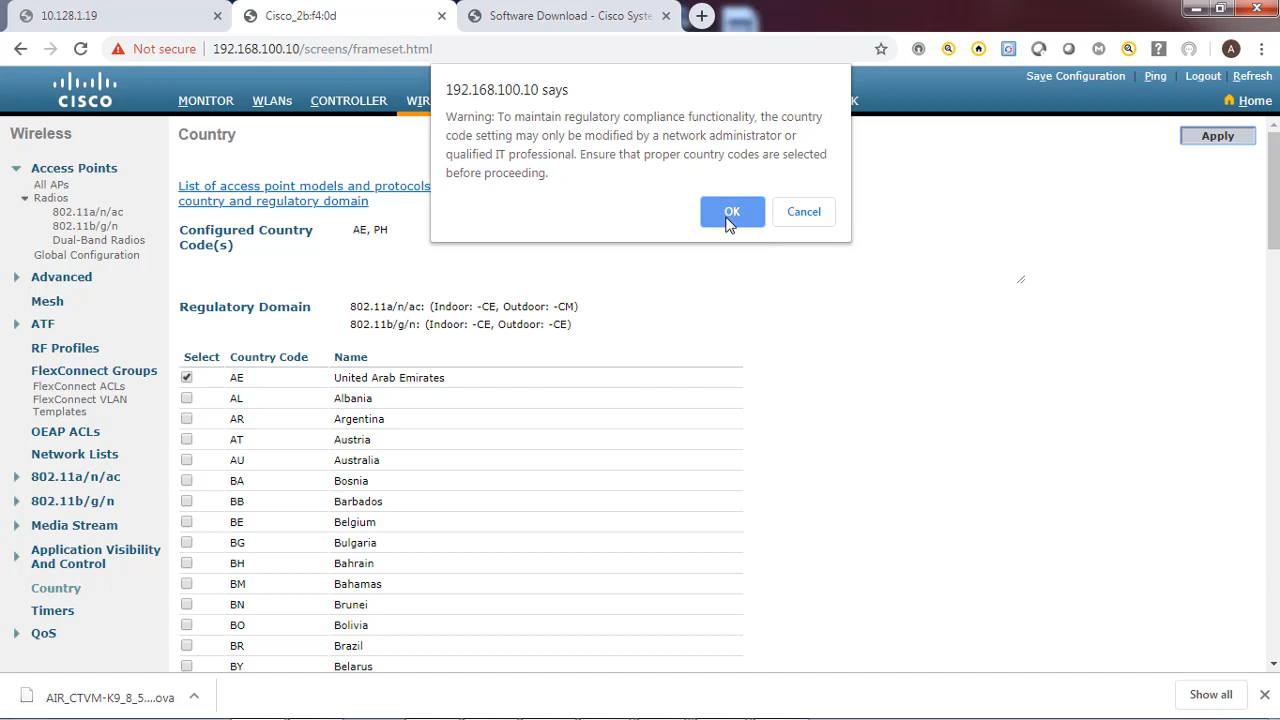 10.128.1.19
Cisco_2b:f4:0d
Software Download - Cisco Syst
Not secure
192.168.100.10/screens/frameset.html
A
CISCO
MONITOR
WLANs
CONTROLLER
WIR
K
Save Configuration
Ping
Logout
Refresh
Home
192.168.100.10 says
Warning: To maintain regulatory compliance functionality, the country
code setting may only be modified by a network administrator or
qualified IT professional. Ensure that proper country codes are selected
before proceeding.
OK
Cancel
Wireless
Access Points
All APs
Radios
802.11a/n/ac
802.11b/g/n
Dual-Band Radios
Global Configuration
Advanced
Mesh
ATF
RF Profiles
FlexConnect Groups
FlexConnect ACLs
FlexConnect VLAN
Templates
OEAP ACLs
Network Lists
802.11a/n/ac
802.11b/g/n
Media Stream
Application Visibility
And Control
Country
Timers
QoS
Country
Apply
List of access point models and protocols
country and regulatory domain
Configured Country
Code(s)
AE, PH
Regulatory Domain
802.11a/n/ac: (Indoor: -CE, Outdoor: -CM)
802.11b/g/n: (Indoor: -CE, Outdoor: -CE)
Select Country Code Name
AE United Arab Emirates
AL Albania
AR Argentina
AT Austria
AU Australia
BA Bosnia
BB Barbados
BE Belgium
BG Bulgaria
BH Bahrain
BM Bahamas
BN Brunei
BO Bolivia
BR Brazil
BY Belarus
AIR_CTVM-K9_8_5....ova
Show all